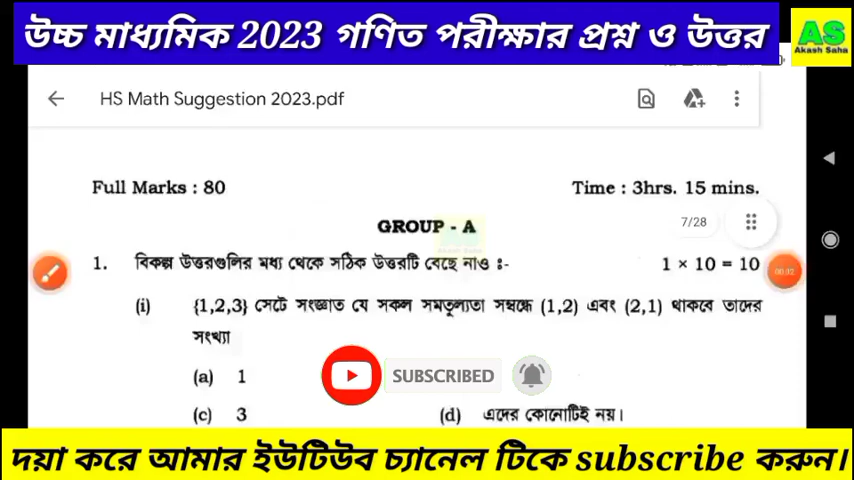 উচ্চ মাধ্যমিক 2023 গণিত পরীক্ষার প্রশ্ন ও উত্তর
AS
Akash Saha
HS Math Suggestion 2023.pdf
Full Marks : 80
Time : 3hrs. 15 mins.
GROUP - A
7/28
1. বিকল্প উত্তরগুলির মধ্য থেকে সঠিক উত্তরটি বেছে নাও ঃ- 1 × 10 = 10
00:12
(i) {1,2,3} সেটে সংজ্ঞাত যে সকল সমতুল্যতা সম্বন্ধে (1,2) এবং (2,1) থাকবে তাদের
সংখ্যা
(a) 1
SUBSCRIBED
(c) 3 (d) এদের কোনোটিই নয়।
দয়া করে আমার ইউটিউব চ্যানেল টিকে subscribe করুন।